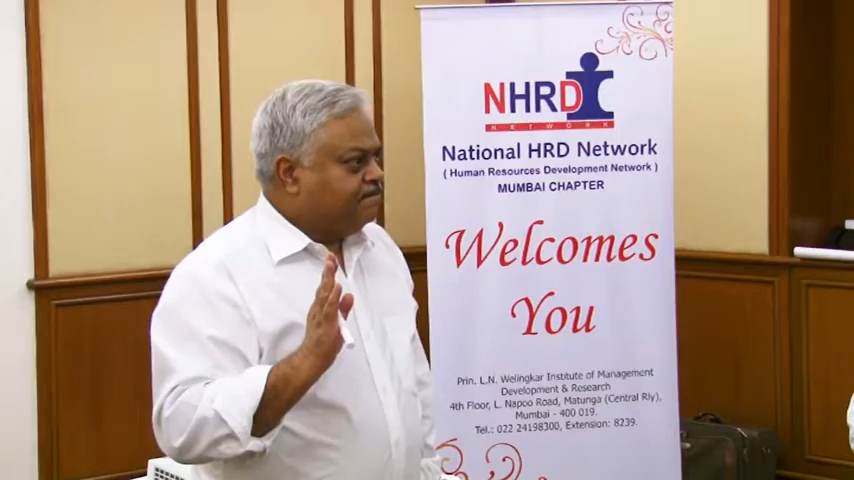 NHRD
NETWORK
National HRD Network
( Human Resources Development Network )
MUMBAI CHAPTER
Welcomes
You
Prin. L.N. Welingkar Institute of Management
Development & Research
4th Floor, L. Napoo Road, Matunga (Central Rly),
Mumbai - 400 019.
Tel.: 022 24198300, Extension: 8239.